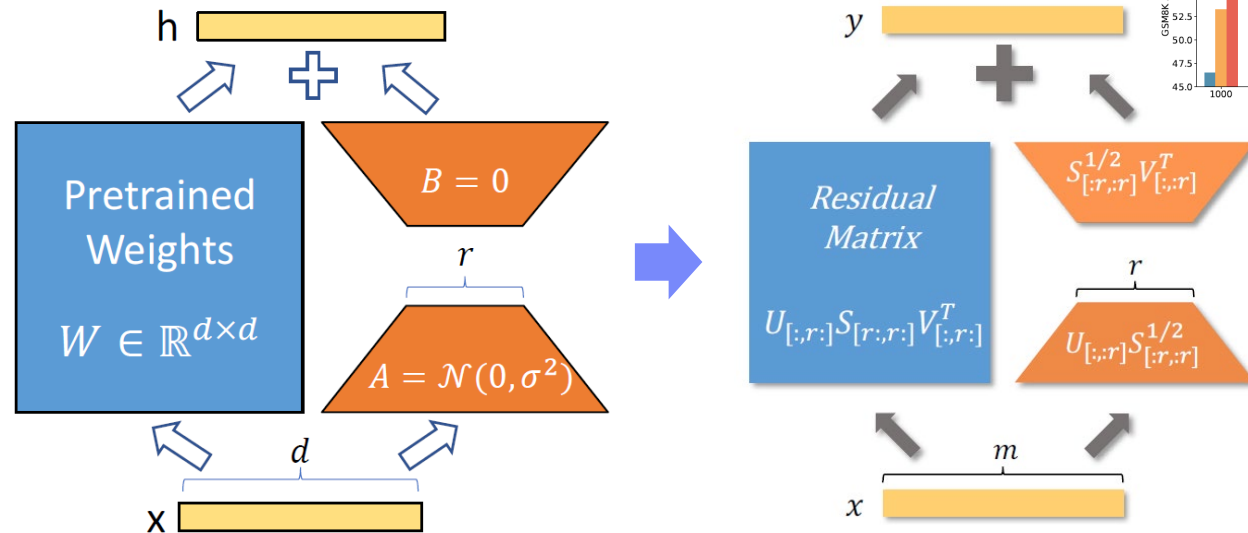 h
Pretrained
Weights
W ∈ ℝ^{d×d}
B = 0
r
A = 𝒩(0, σ²)
d
x
y
Residual
Matrix
U_{[:,r:]}S_{[r:,r:]}V^T_{[:,r:]}
S^{1/2}_{[:r,:r]}V^T_{[:,:r]}
r
U_{[:,:r]}S^{1/2}_{[:r,:r]}
m
x
GSM8K
52.5
50.0
47.5
45.0
1000